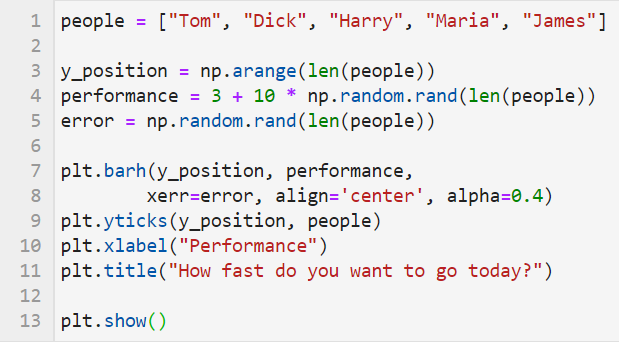 1 people = ["Tom", "Dick", "Harry", "Maria", "James"]
2
3 y_position = np.arange(len(people))
4 performance = 3 + 10 * np.random.rand(len(people))
5 error = np.random.rand(len(people))
6
7 plt.barh(y_position, performance,
8         xerr=error, align='center', alpha=0.4)
9 plt.yticks(y_position, people)
10 plt.xlabel("Performance")
11 plt.title("How fast do you want to go today?")
12
13 plt.show()